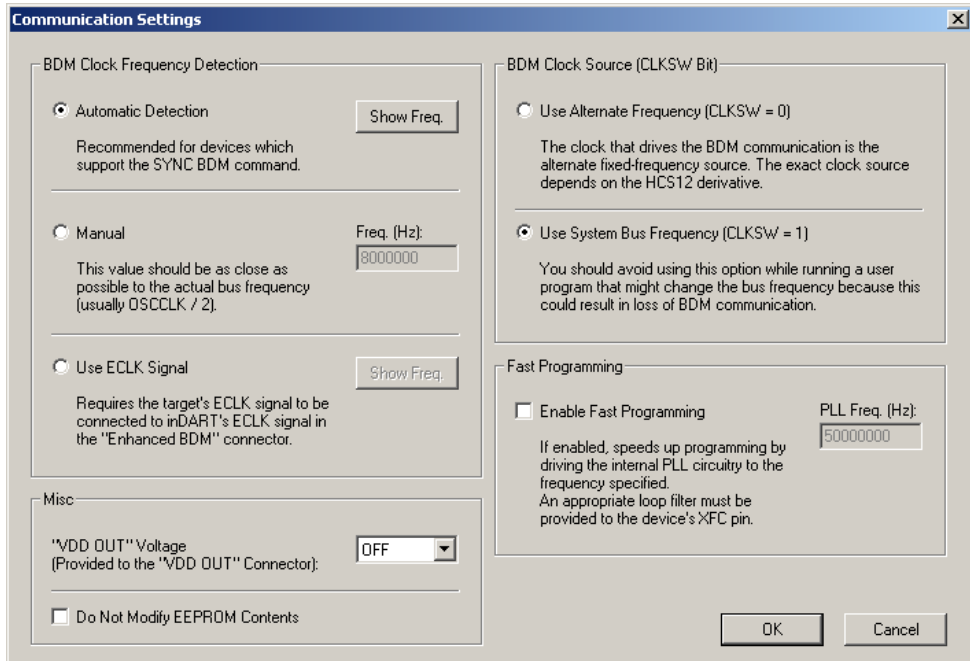 Communication Settings
BDM Clock Frequency Detection
Automatic Detection
Show Freq.
Recommended for devices which
support the SYNC BDM command.
Manual
Freq. (Hz):
8000000
This value should be as close as
possible to the actual bus frequency
(usually OSCCLK / 2).
Use ECLK Signal
Show Freq.
Requires the target's ECLK signal to be
connected to inDART's ECLK signal in
the "Enhanced BDM" connector.
Misc
"VDD OUT" Voltage
(Provided to the "VDD OUT" Connector):
OFF
Do Not Modify EEPROM Contents
BDM Clock Source (CLKSW Bit)
Use Alternate Frequency (CLKSW = 0)
The clock that drives the BDM communication is the
alternate fixed-frequency source. The exact clock source
depends on the HCS12 derivative.
Use System Bus Frequency (CLKSW = 1)
You should avoid using this option while running a user
program that might change the bus frequency because this
could result in loss of BDM communication.
Fast Programming
Enable Fast Programming
PLL Freq. (Hz):
50000000
If enabled, speeds up programming by
driving the internal PLL circuitry to the
frequency specified.
An appropriate loop filter must be
provided to the device's XFC pin.
OK
Cancel